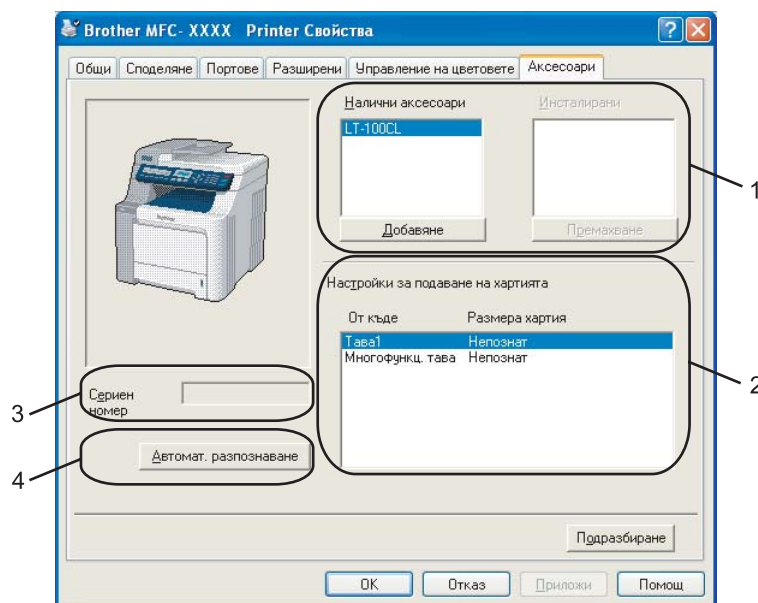 Brother MFC- XXXX Printer Свойства
Общи Споделяне Портове Разширени Управление на цветовете Аксесоари
Налични аксесоари
LT-100CL
Добавяне
Инсталирани
Премахване
1
Настройки за подаване на хартията
От къде Размера хартия
Тава1 Непознат
Многофункц. тава Непознат
2
Сериен
номер
3
Автомат. разпознаване
4
Подразбиране
OK Отказ Приложи Помощ